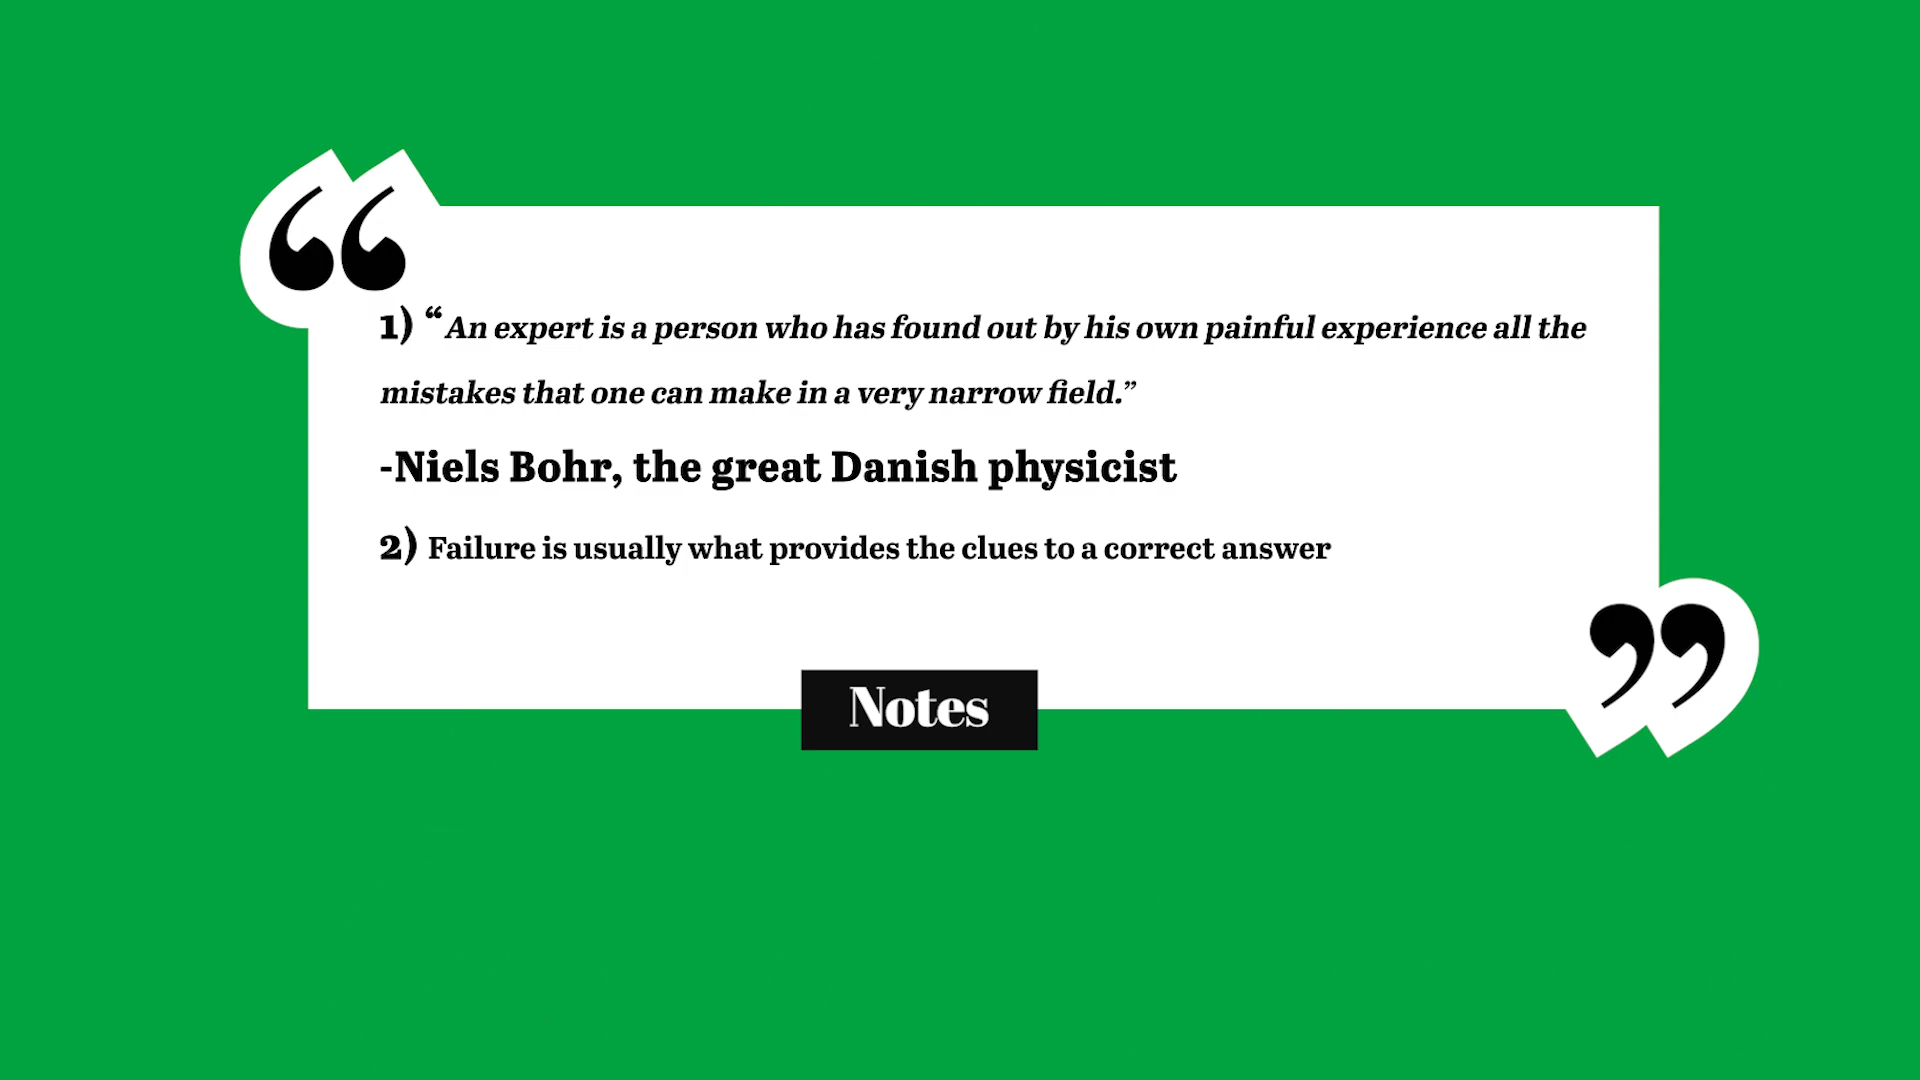 1) “An expert is a person who has found out by his own painful experience all the
mistakes that one can make in a very narrow field.”
-Niels Bohr, the great Danish physicist
2) Failure is usually what provides the clues to a correct answer
Notes